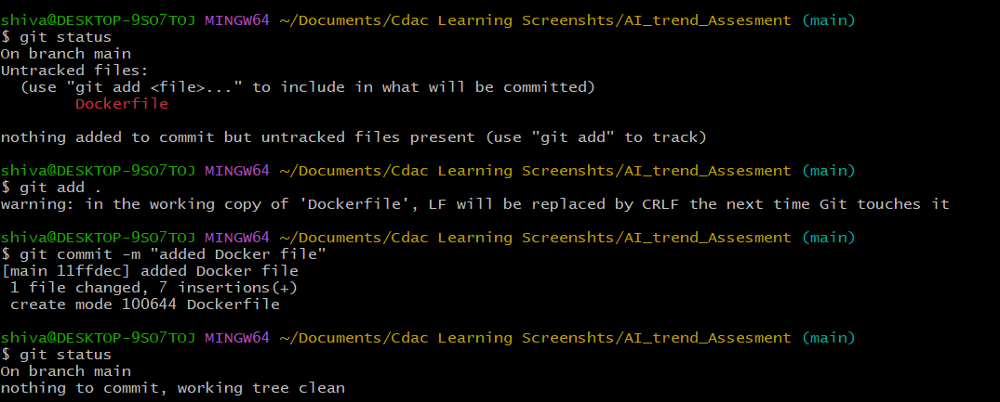 shiva@DESKTOP-9SO7TOJ MINGW64 ~/Documents/Cdac Learning Screenshts/AI_trend_Assesment (main)
$ git status
On branch main
Untracked files:
  (use "git add <file>..." to include in what will be committed)
        Dockerfile

nothing added to commit but untracked files present (use "git add" to track)

shiva@DESKTOP-9SO7TOJ MINGW64 ~/Documents/Cdac Learning Screenshts/AI_trend_Assesment (main)
$ git add .
warning: in the working copy of 'Dockerfile', LF will be replaced by CRLF the next time Git touches it

shiva@DESKTOP-9SO7TOJ MINGW64 ~/Documents/Cdac Learning Screenshts/AI_trend_Assesment (main)
$ git commit -m "added Docker file"
[main 11ffdec] added Docker file
 1 file changed, 7 insertions(+)
 create mode 100644 Dockerfile

shiva@DESKTOP-9SO7TOJ MINGW64 ~/Documents/Cdac Learning Screenshts/AI_trend_Assesment (main)
$ git status
On branch main
nothing to commit, working tree clean